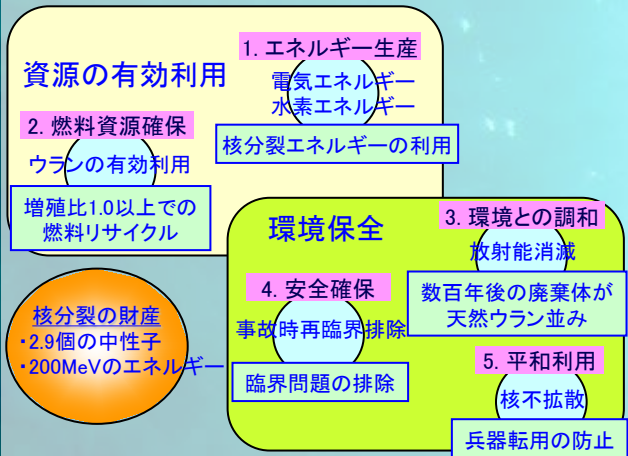 資源の有効利用
1. エネルギー生産
電気エネルギー
水素エネルギー
核分裂エネルギーの利用
2. 燃料資源確保
ウランの有効利用
増殖比1.0以上での
燃料リサイクル
環境保全
3. 環境との調和
放射能消滅
数百年後の廃棄体が
天然ウラン並み
4. 安全確保
事故時再臨界排除
臨界問題の排除
5. 平和利用
核不拡散
兵器転用の防止
核分裂の財産
・2.9個の中性子
・200MeVのエネルギー